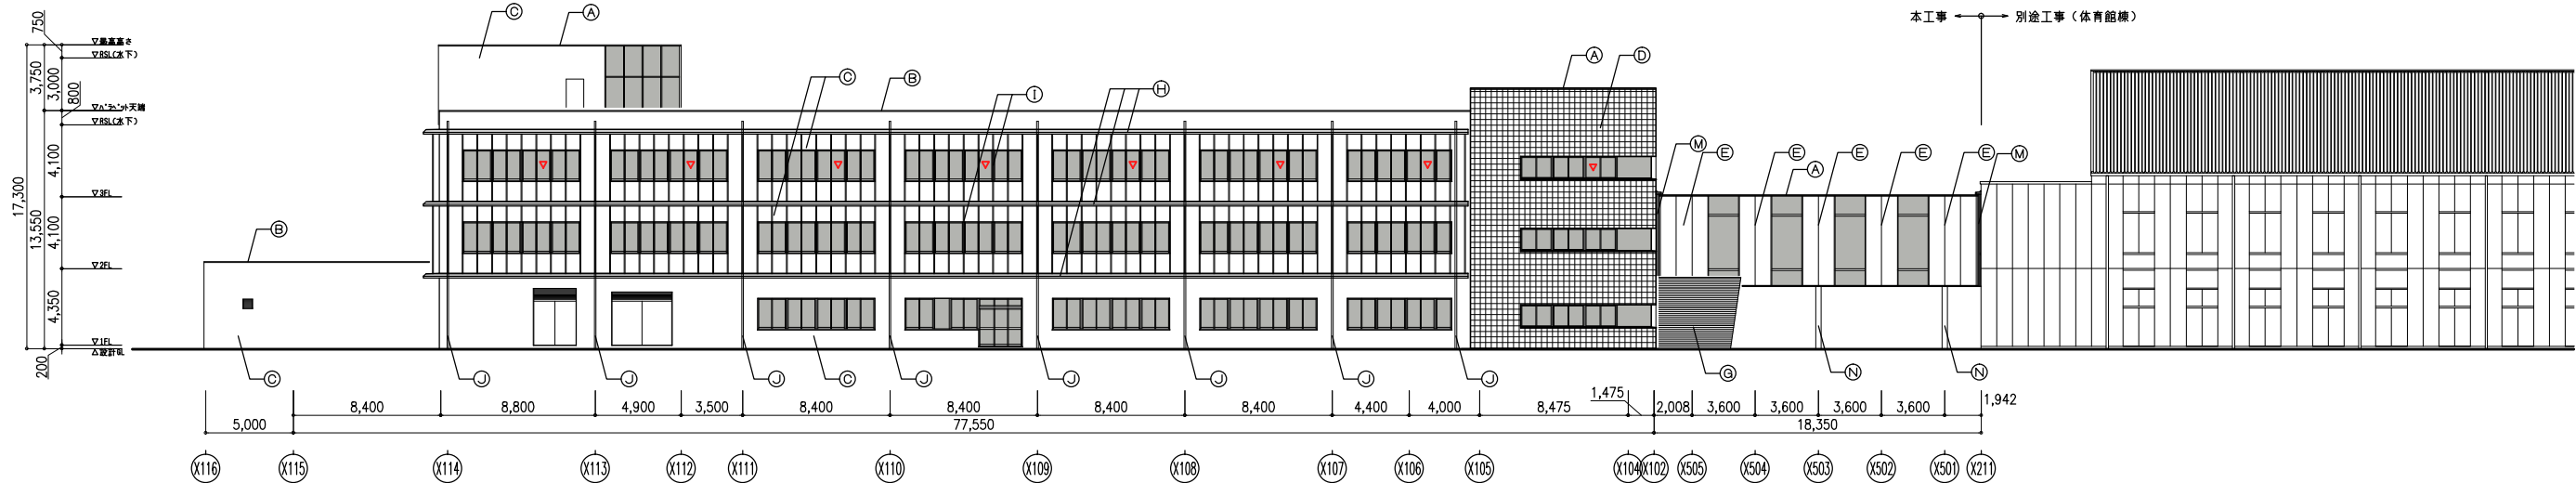 本工事 別途工事（体育館棟）
Ⓒ Ⓐ
Ⓐ Ⓓ
Ⓒ Ⓑ Ⓘ Ⓗ
Ⓜ Ⓔ Ⓔ Ⓔ Ⓔ Ⓔ Ⓜ
Ⓐ
Ⓑ
750
3,750
3,000
800
17,300
13,550
4,100
4,100
4,350
200
▽最高高さ
▽RSL(水下)
▽ﾊﾟﾗﾍﾟｯﾄ天端
▽RSL(水下)
▽3FL
▽2FL
▽1FL
△設計GL
Ⓒ Ⓙ Ⓙ Ⓙ Ⓒ Ⓙ Ⓙ Ⓙ Ⓙ Ⓙ Ⓖ Ⓝ Ⓝ
8,400 8,800 4,900 3,500 8,400 8,400 8,400 8,400 4,400 4,000 8,475 1,475 2,008 3,600 3,600 3,600 3,600 1,942
5,000 77,550 18,350
X116 X115 X114 X113 X112 X111 X110 X109 X108 X107 X106 X105 X104 X102 X505 X504 X503 X502 X501 X211